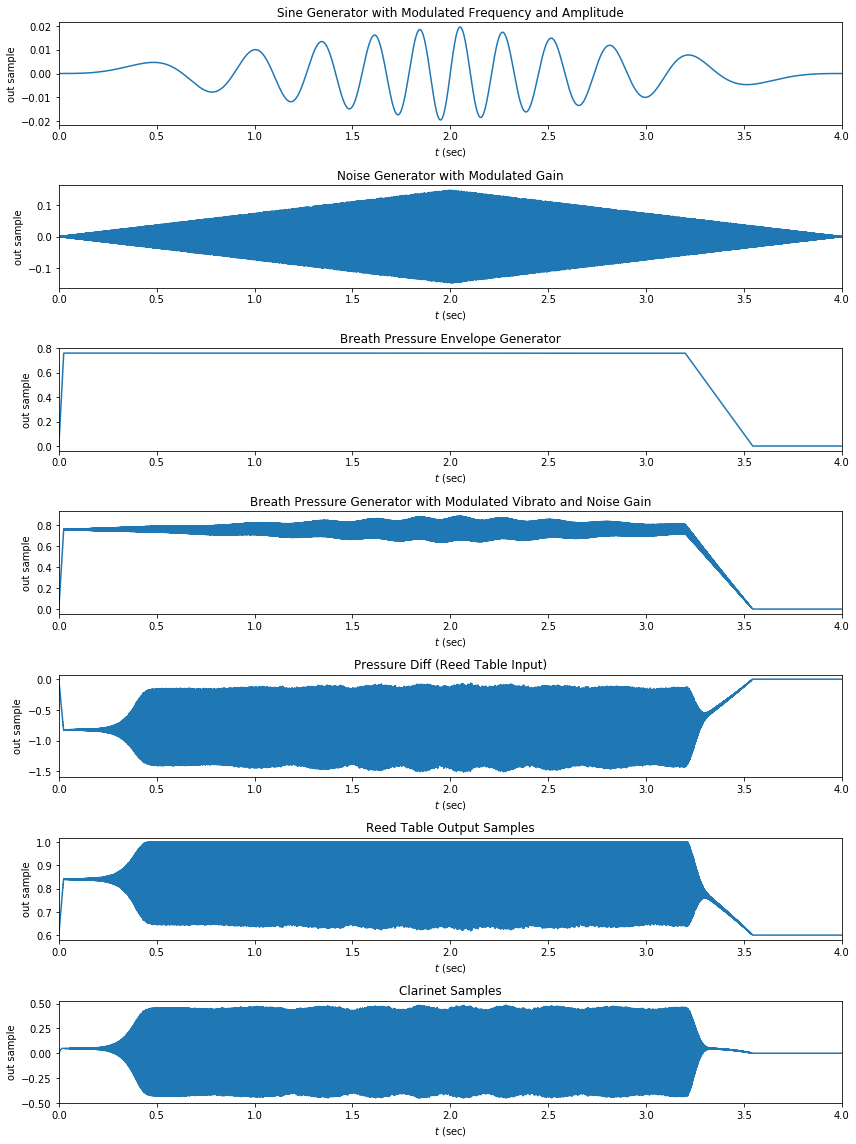 Sine Generator with Modulated Frequency and Amplitude
0.02
0.01
0.00
−0.01
−0.02
out sample
0.0 0.5 1.0 1.5 2.0 2.5 3.0 3.5 4.0
t (sec)
Noise Generator with Modulated Gain
0.1
0.0
−0.1
out sample
0.0 0.5 1.0 1.5 2.0 2.5 3.0 3.5 4.0
t (sec)
Breath Pressure Envelope Generator
0.8
0.6
0.4
0.2
0.0
out sample
0.0 0.5 1.0 1.5 2.0 2.5 3.0 3.5 4.0
t (sec)
Breath Pressure Generator with Modulated Vibrato and Noise Gain
0.8
0.6
0.4
0.2
0.0
out sample
0.0 0.5 1.0 1.5 2.0 2.5 3.0 3.5 4.0
t (sec)
Pressure Diff (Reed Table Input)
0.0
−0.5
−1.0
−1.5
out sample
0.0 0.5 1.0 1.5 2.0 2.5 3.0 3.5 4.0
t (sec)
Reed Table Output Samples
1.0
0.9
0.8
0.7
0.6
out sample
0.0 0.5 1.0 1.5 2.0 2.5 3.0 3.5 4.0
t (sec)
Clarinet Samples
0.50
0.25
0.00
−0.25
−0.50
out sample
0.0 0.5 1.0 1.5 2.0 2.5 3.0 3.5 4.0
t (sec)